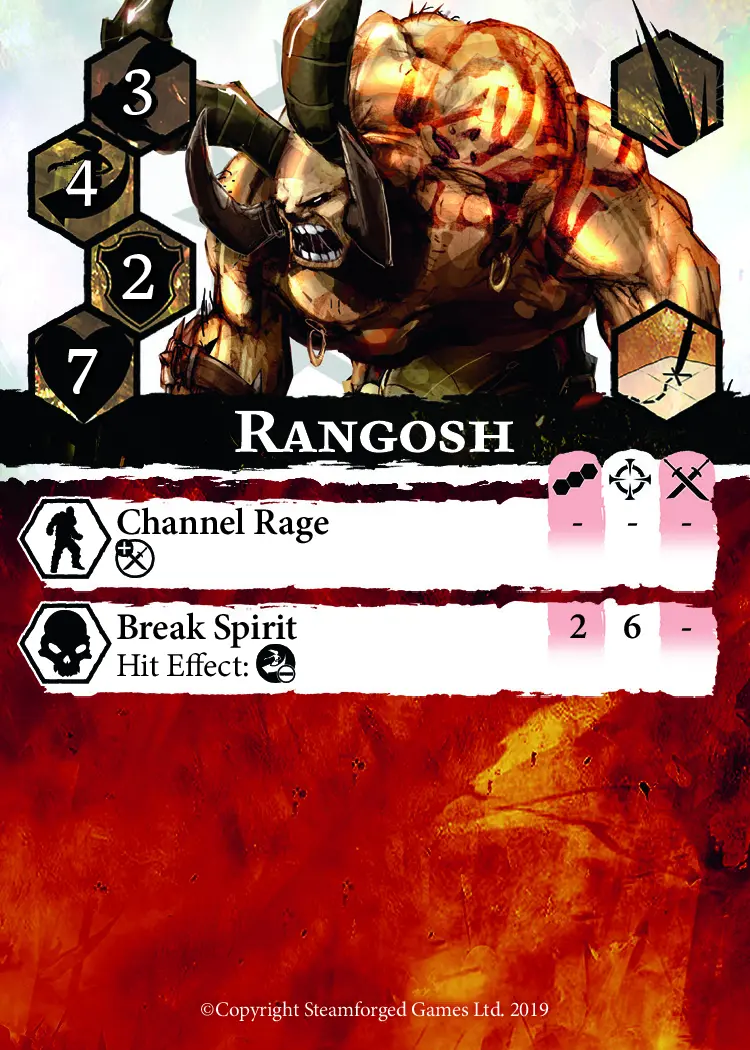 3
4
2
7
RANGOSH
Channel Rage - - -
Break Spirit 2 6 -
Hit Effect:
©Copyright Steamforged Games Ltd. 2019